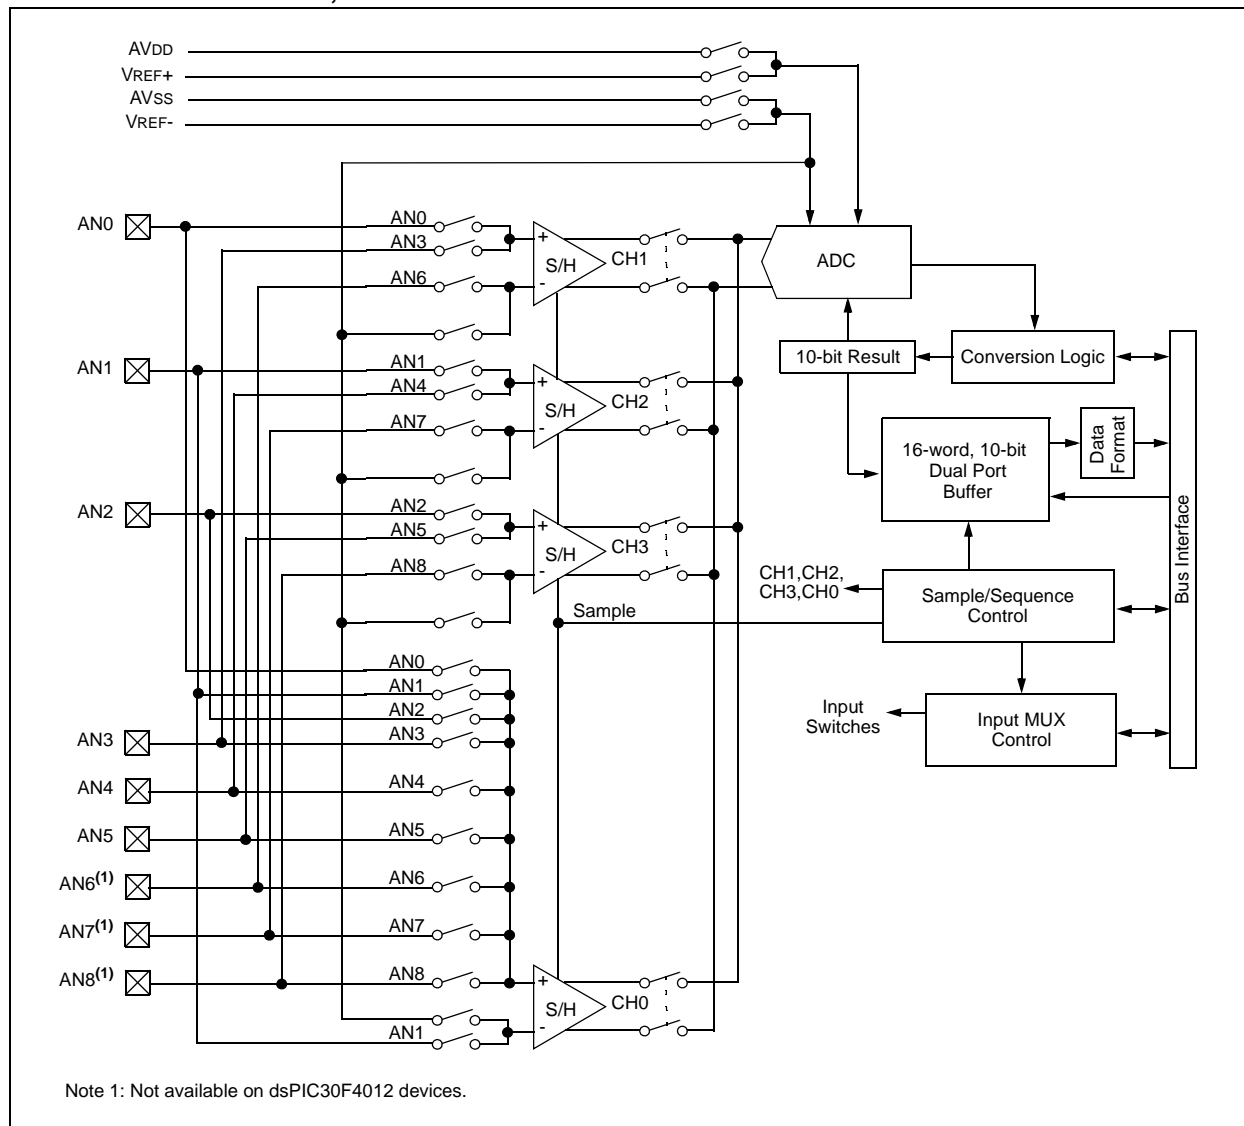 AVDD
VREF+
AVSS
VREF-
AN0
AN0
AN3
AN6
+
-
S/H
CH1
ADC
10-bit Result
Conversion Logic
AN1
AN1
AN4
AN7
+
-
S/H
CH2
16-word, 10-bit
Dual Port
Buffer
Data
Format
AN2
AN2
AN5
AN8
+
-
S/H
CH3
CH1,CH2,
CH3,CH0
Sample/Sequence
Control
Bus Interface
Sample
AN0
AN1
AN2
AN3
AN3
Input
Switches
Input MUX
Control
AN4
AN4
AN5
AN5
AN6(1)
AN6
AN7(1)
AN7
AN8(1)
AN8
+
-
S/H
CH0
AN1
Note 1: Not available on dsPIC30F4012 devices.